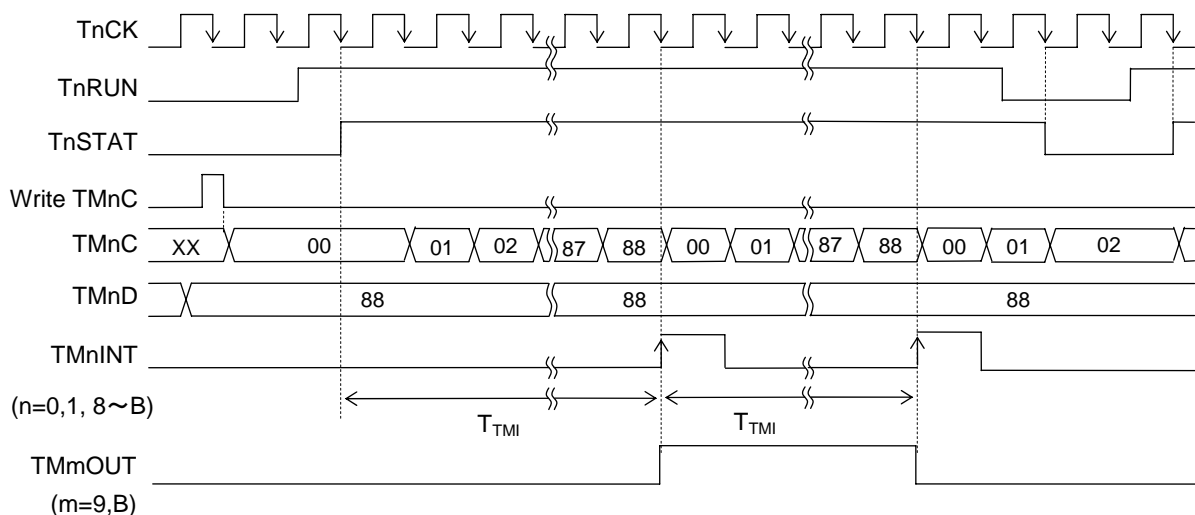 TnCK
TnRUN
TnSTAT
Write TMnC
TMnC XX 00 01 02 87 88 00 01 87 88 00 01 02
TMnD 88 88 88
TMnINT
(n=0,1, 8～B)
TTMI TTMI
TMmOUT
(m=9,B)